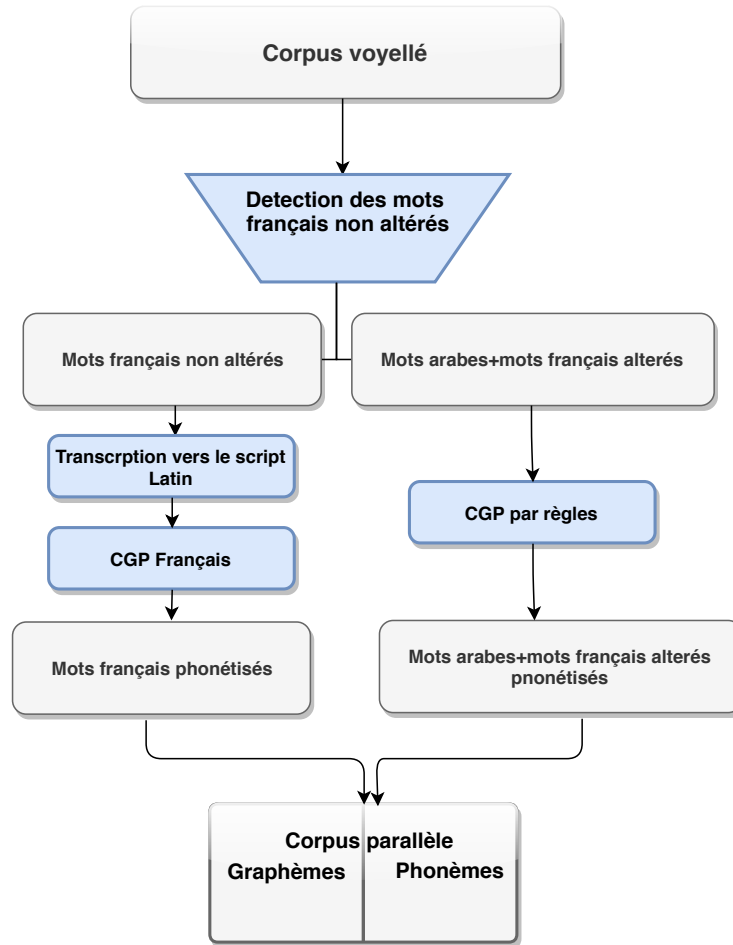 Corpus voyellé
Detection des mots
français non altérés
Mots français non altérés
Mots arabes+mots français alterés
Transcrption vers le script
Latin
CGP par règles
CGP Français
Mots français phonétisés
Mots arabes+mots français alterés
pnonétisés
Corpus parallèle
Graphèmes
Phonèmes